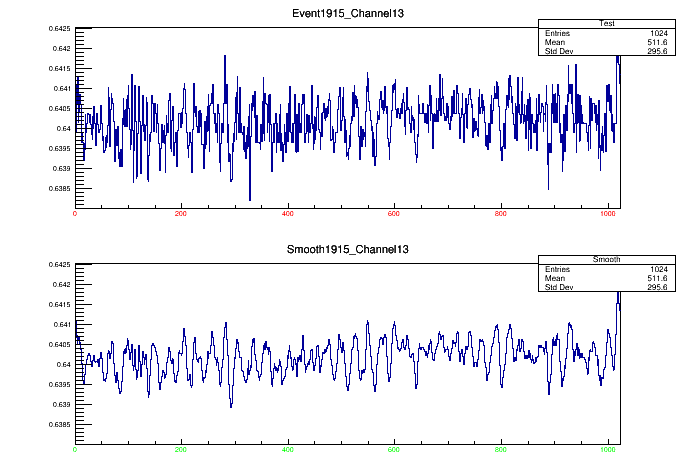 Event1915_Channel13
Test
Entries 1024
Mean 511.6
Std Dev 295.6
0.6425
0.642
0.6415
0.641
0.6405
0.64
0.6395
0.639
0.6385
0 200 400 600 800 1000
Smooth1915_Channel13
Smooth
Entries 1024
Mean 511.6
Std Dev 295.6
0.6425
0.642
0.6415
0.641
0.6405
0.64
0.6395
0.639
0.6385
0 200 400 600 800 1000